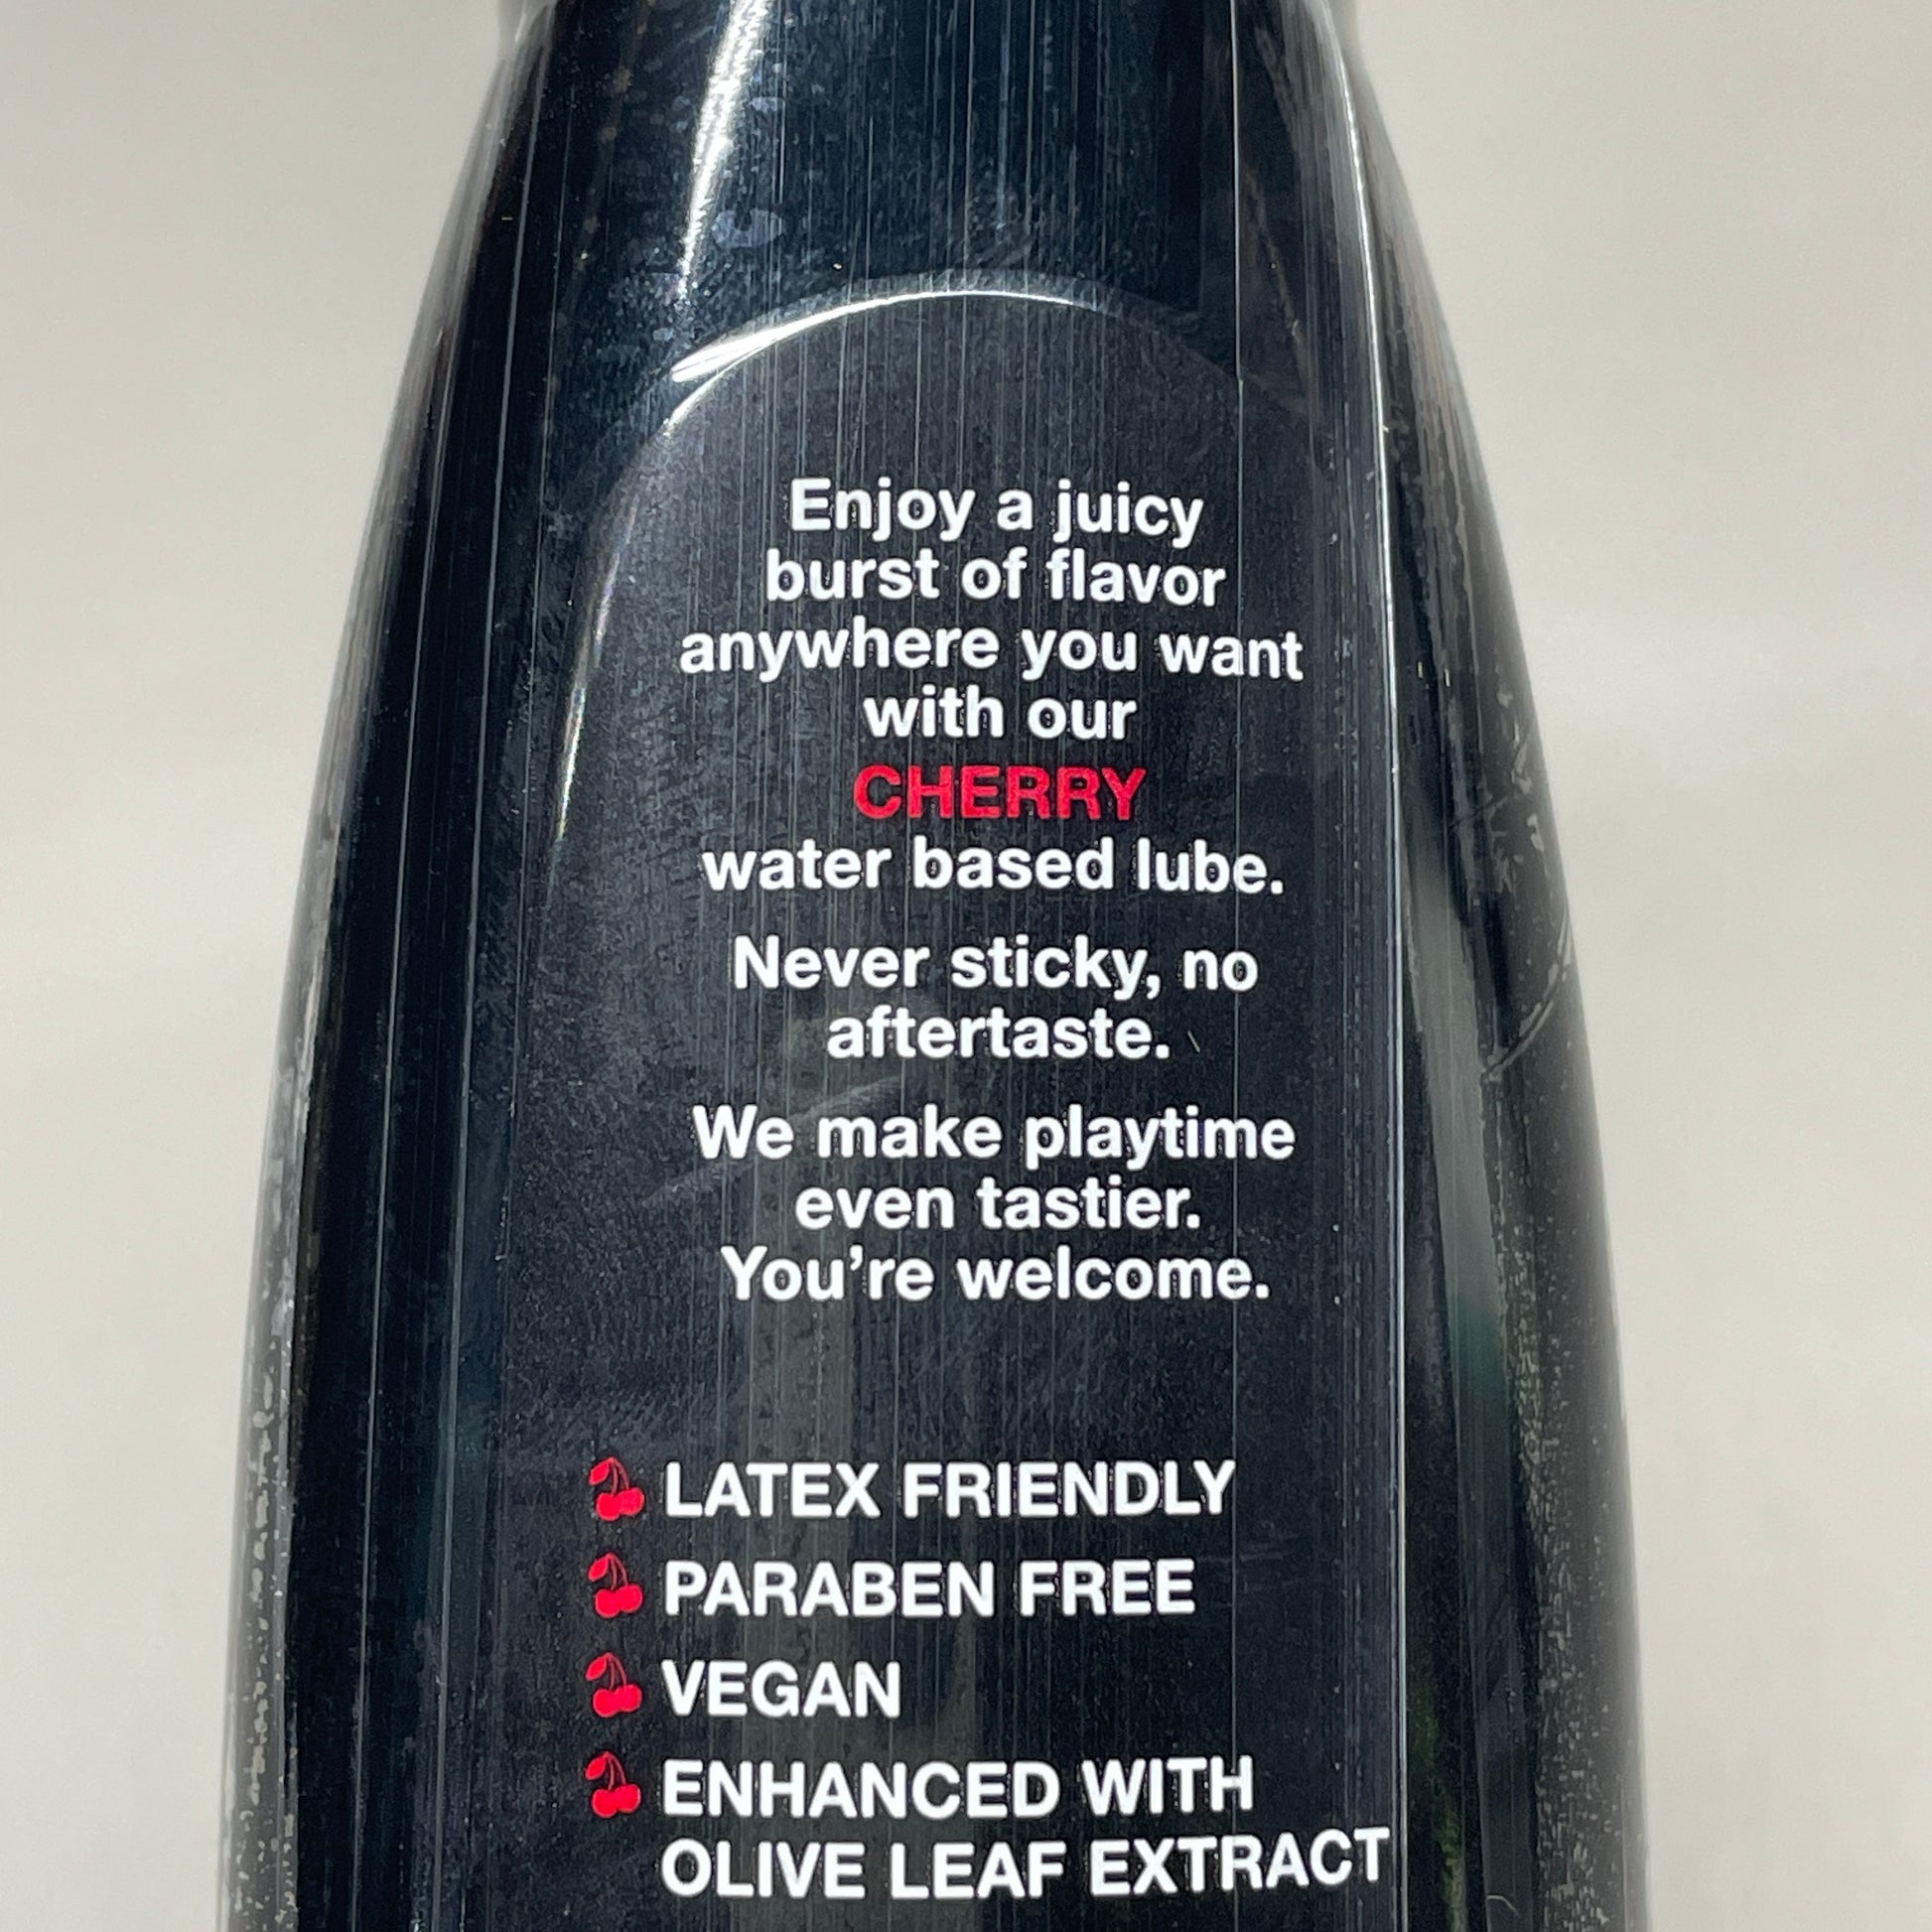 Enjoy a juicy
burst of flavor
anywhere you want
with our
CHERRY
water based lube.
Never sticky, no
aftertaste.
We make playtime
even tastier.
You're welcome.
LATEX FRIENDLY
PARABEN FREE
VEGAN
ENHANCED WITH
OLIVE LEAF EXTRACT